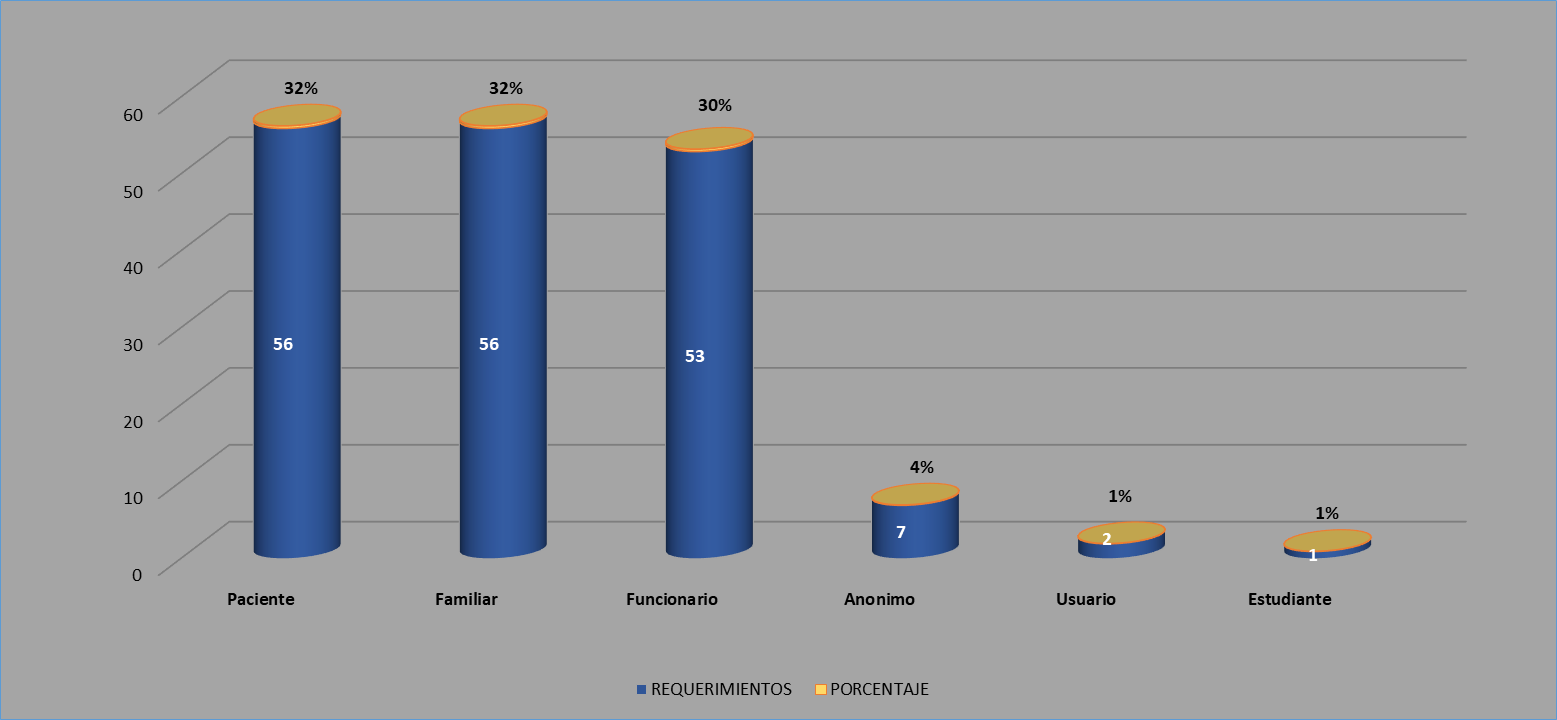 32%
32%
30%
60
50
40
30
20
10
0
56
56
53
4%
7
1%
2
1%
1
Paciente
Familiar
Funcionario
Anonimo
Usuario
Estudiante
REQUERIMIENTOS
PORCENTAJE